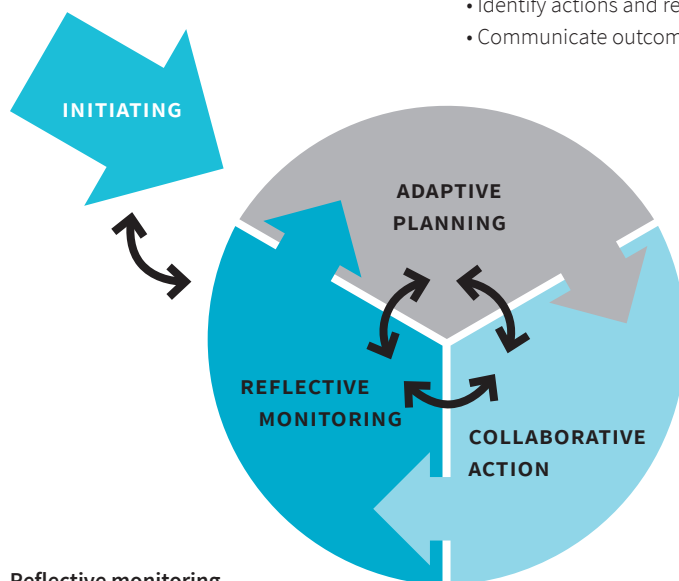 • Identify actions and re
• Communicate outcom
INITIATING
ADAPTIVE
PLANNING
REFLECTIVE
MONITORING
COLLABORATIVE
ACTION
Reflective monitoring